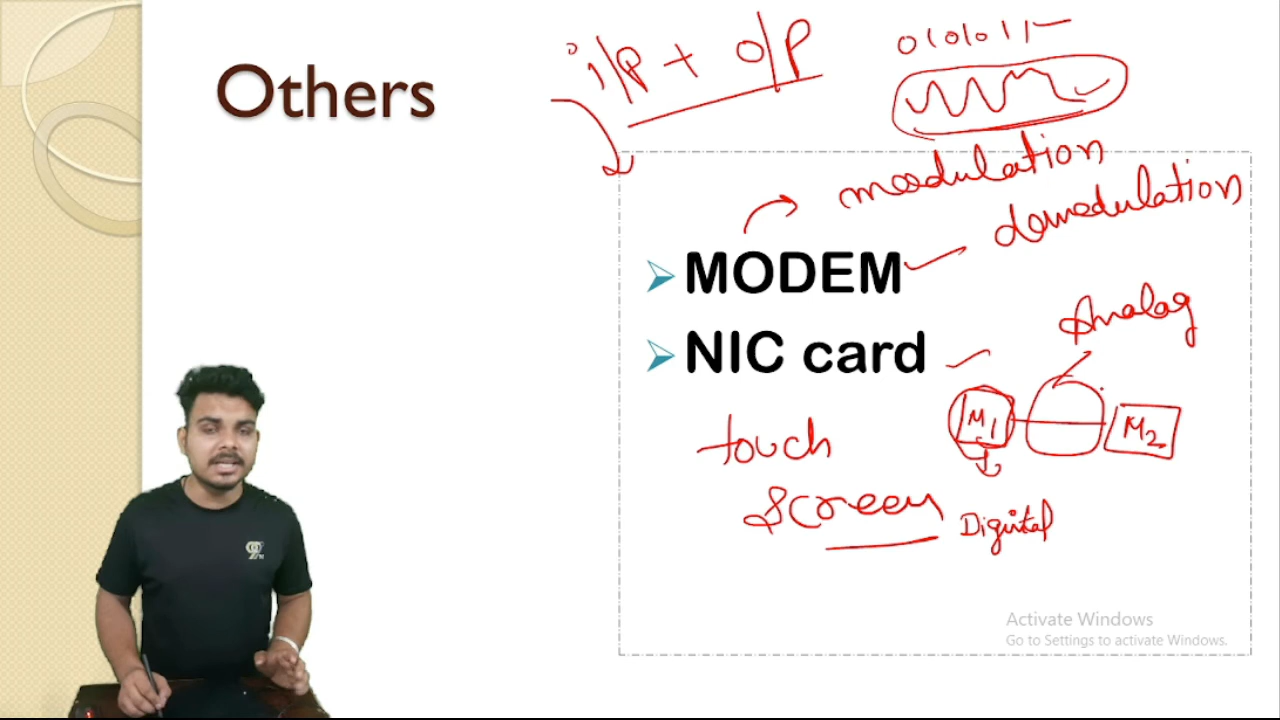 Others
i/p + o/p
0101011-
modulation
demodulation
MODEM
NIC card
Analog
M1
M2
touch
screen
Digital
Activate Windows
Go to Settings to activate Windows.